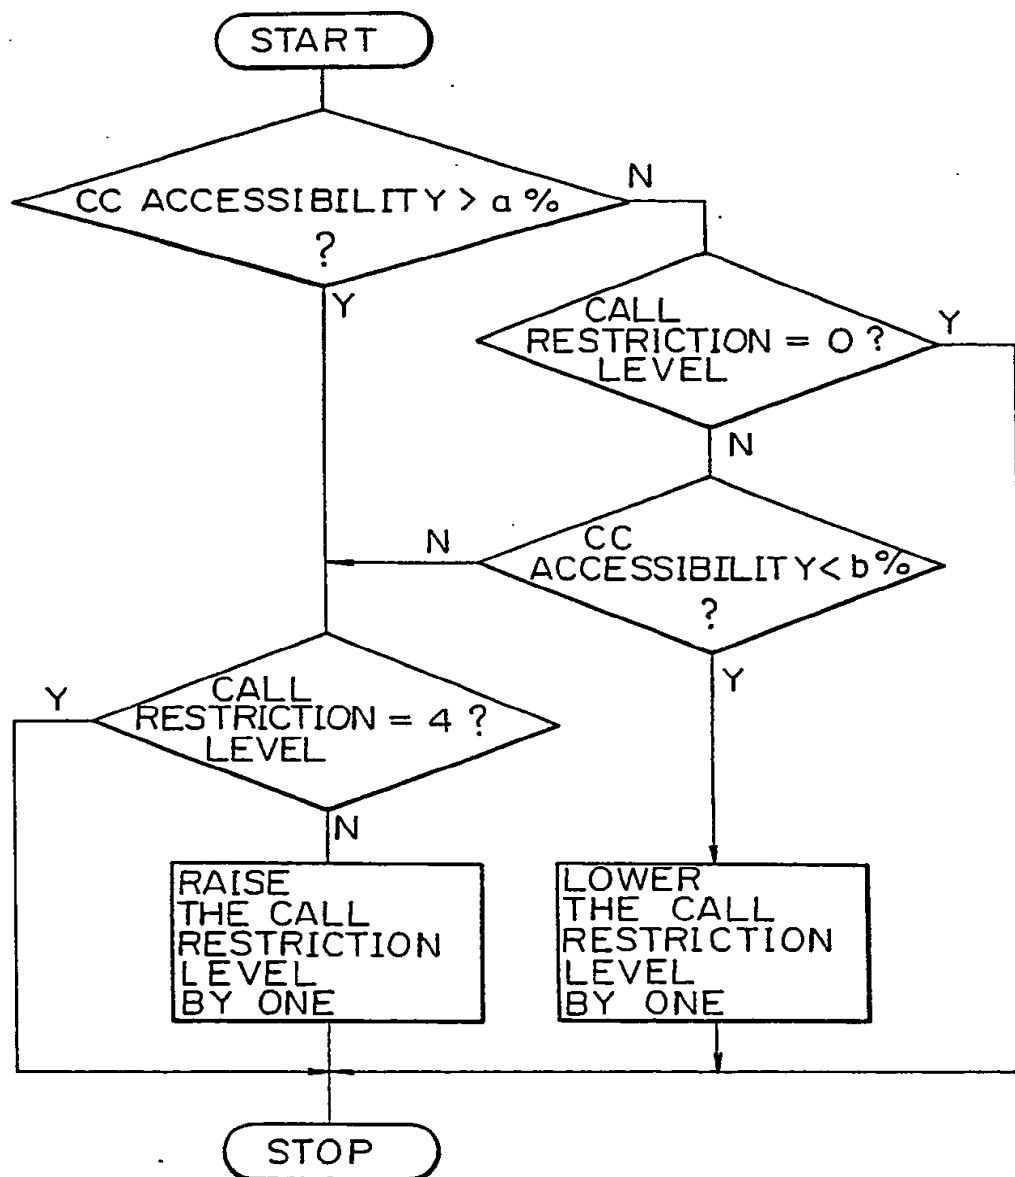 START
CC ACCESSIBILITY > a %
?
N
Y
CALL
RESTRICTION = 0 ?
LEVEL
Y
N
CC
ACCESSIBILITY < b %
?
N
Y
CALL
RESTRICTION = 4 ?
LEVEL
Y
N
RAISE
THE CALL
RESTRICTION
LEVEL
BY ONE
LOWER
THE CALL
RESTRICTION
LEVEL
BY ONE
STOP